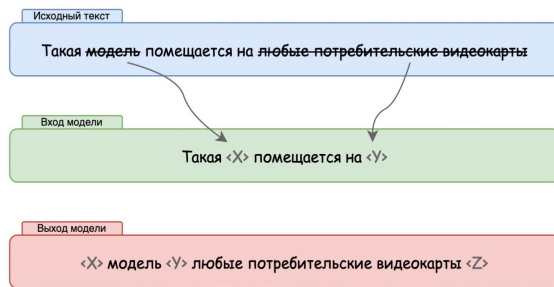 Исходный текст
Такая модель помещается на любые потребительские видеокарты
Вход модели
Такая <X> помещается на <Y>
Выход модели
<X> модель <Y> любые потребительские видеокарты <Z>